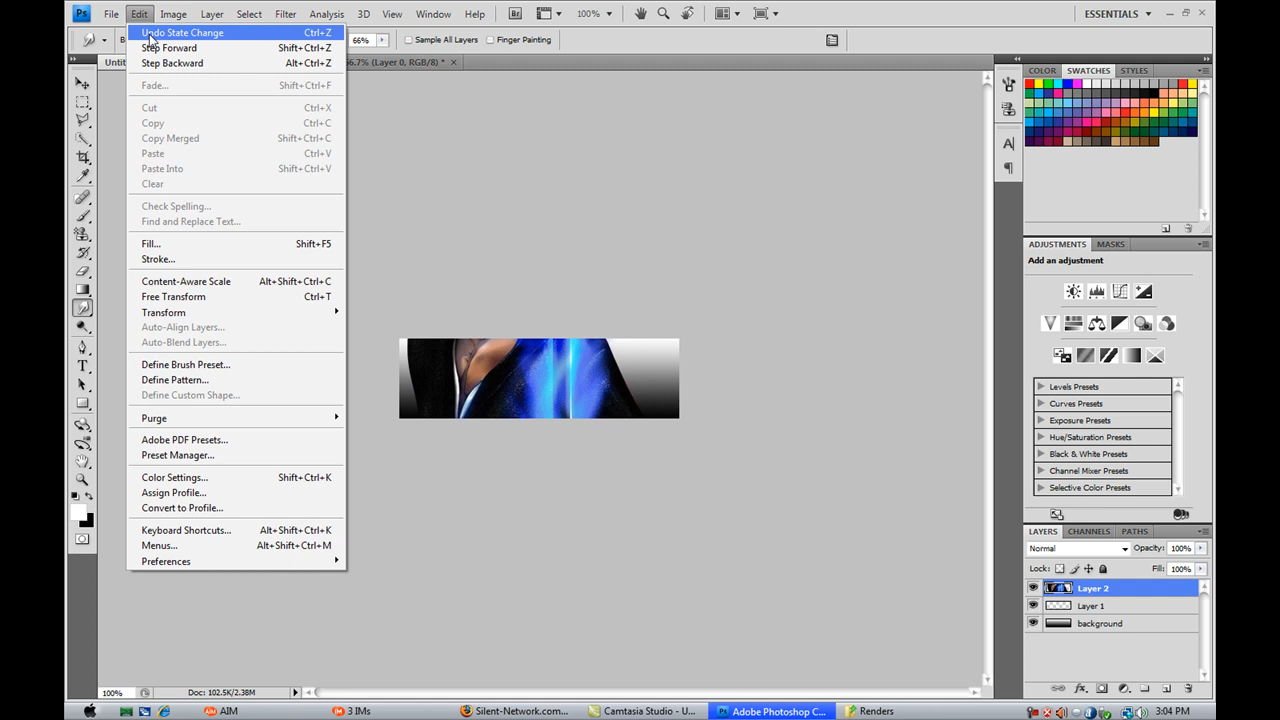 Ps File Edit Image Layer Select Filter Analysis 3D View Window Help Br 100% ESSENTIALS
66% Sample All Layers Finger Painting
Undo State Change Ctrl+Z
Step Forward Shift+Ctrl+Z
Step Backward Alt+Ctrl+Z
Fade... Shift+Ctrl+F
Cut Ctrl+X
Copy Ctrl+C
Copy Merged Shift+Ctrl+C
Paste Ctrl+V
Paste Into Shift+Ctrl+V
Clear
Check Spelling...
Find and Replace Text...
Fill... Shift+F5
Stroke...
Content-Aware Scale Alt+Shift+Ctrl+C
Free Transform Ctrl+T
Transform
Auto-Align Layers...
Auto-Blend Layers...
Define Brush Preset...
Define Pattern...
Define Custom Shape...
Purge
Adobe PDF Presets...
Preset Manager...
Color Settings... Shift+Ctrl+K
Assign Profile...
Convert to Profile...
Keyboard Shortcuts... Alt+Shift+Ctrl+K
Menus... Alt+Shift+Ctrl+M
Preferences
Untit 6.7% (Layer 0, RGB/8) *
COLOR SWATCHES STYLES
ADJUSTMENTS MASKS
Add an adjustment
Levels Presets
Curves Presets
Exposure Presets
Hue/Saturation Presets
Black & White Presets
Channel Mixer Presets
Selective Color Presets
LAYERS CHANNELS PATHS
Normal Opacity: 100%
Lock: Fill: 100%
Layer 2
Layer 1
background
100% Doc: 102.5K/2.38M
AIM 3 IMs Silent-Network.com... Camtasia Studio - U... Adobe Photoshop C... Renders 3:04 PM